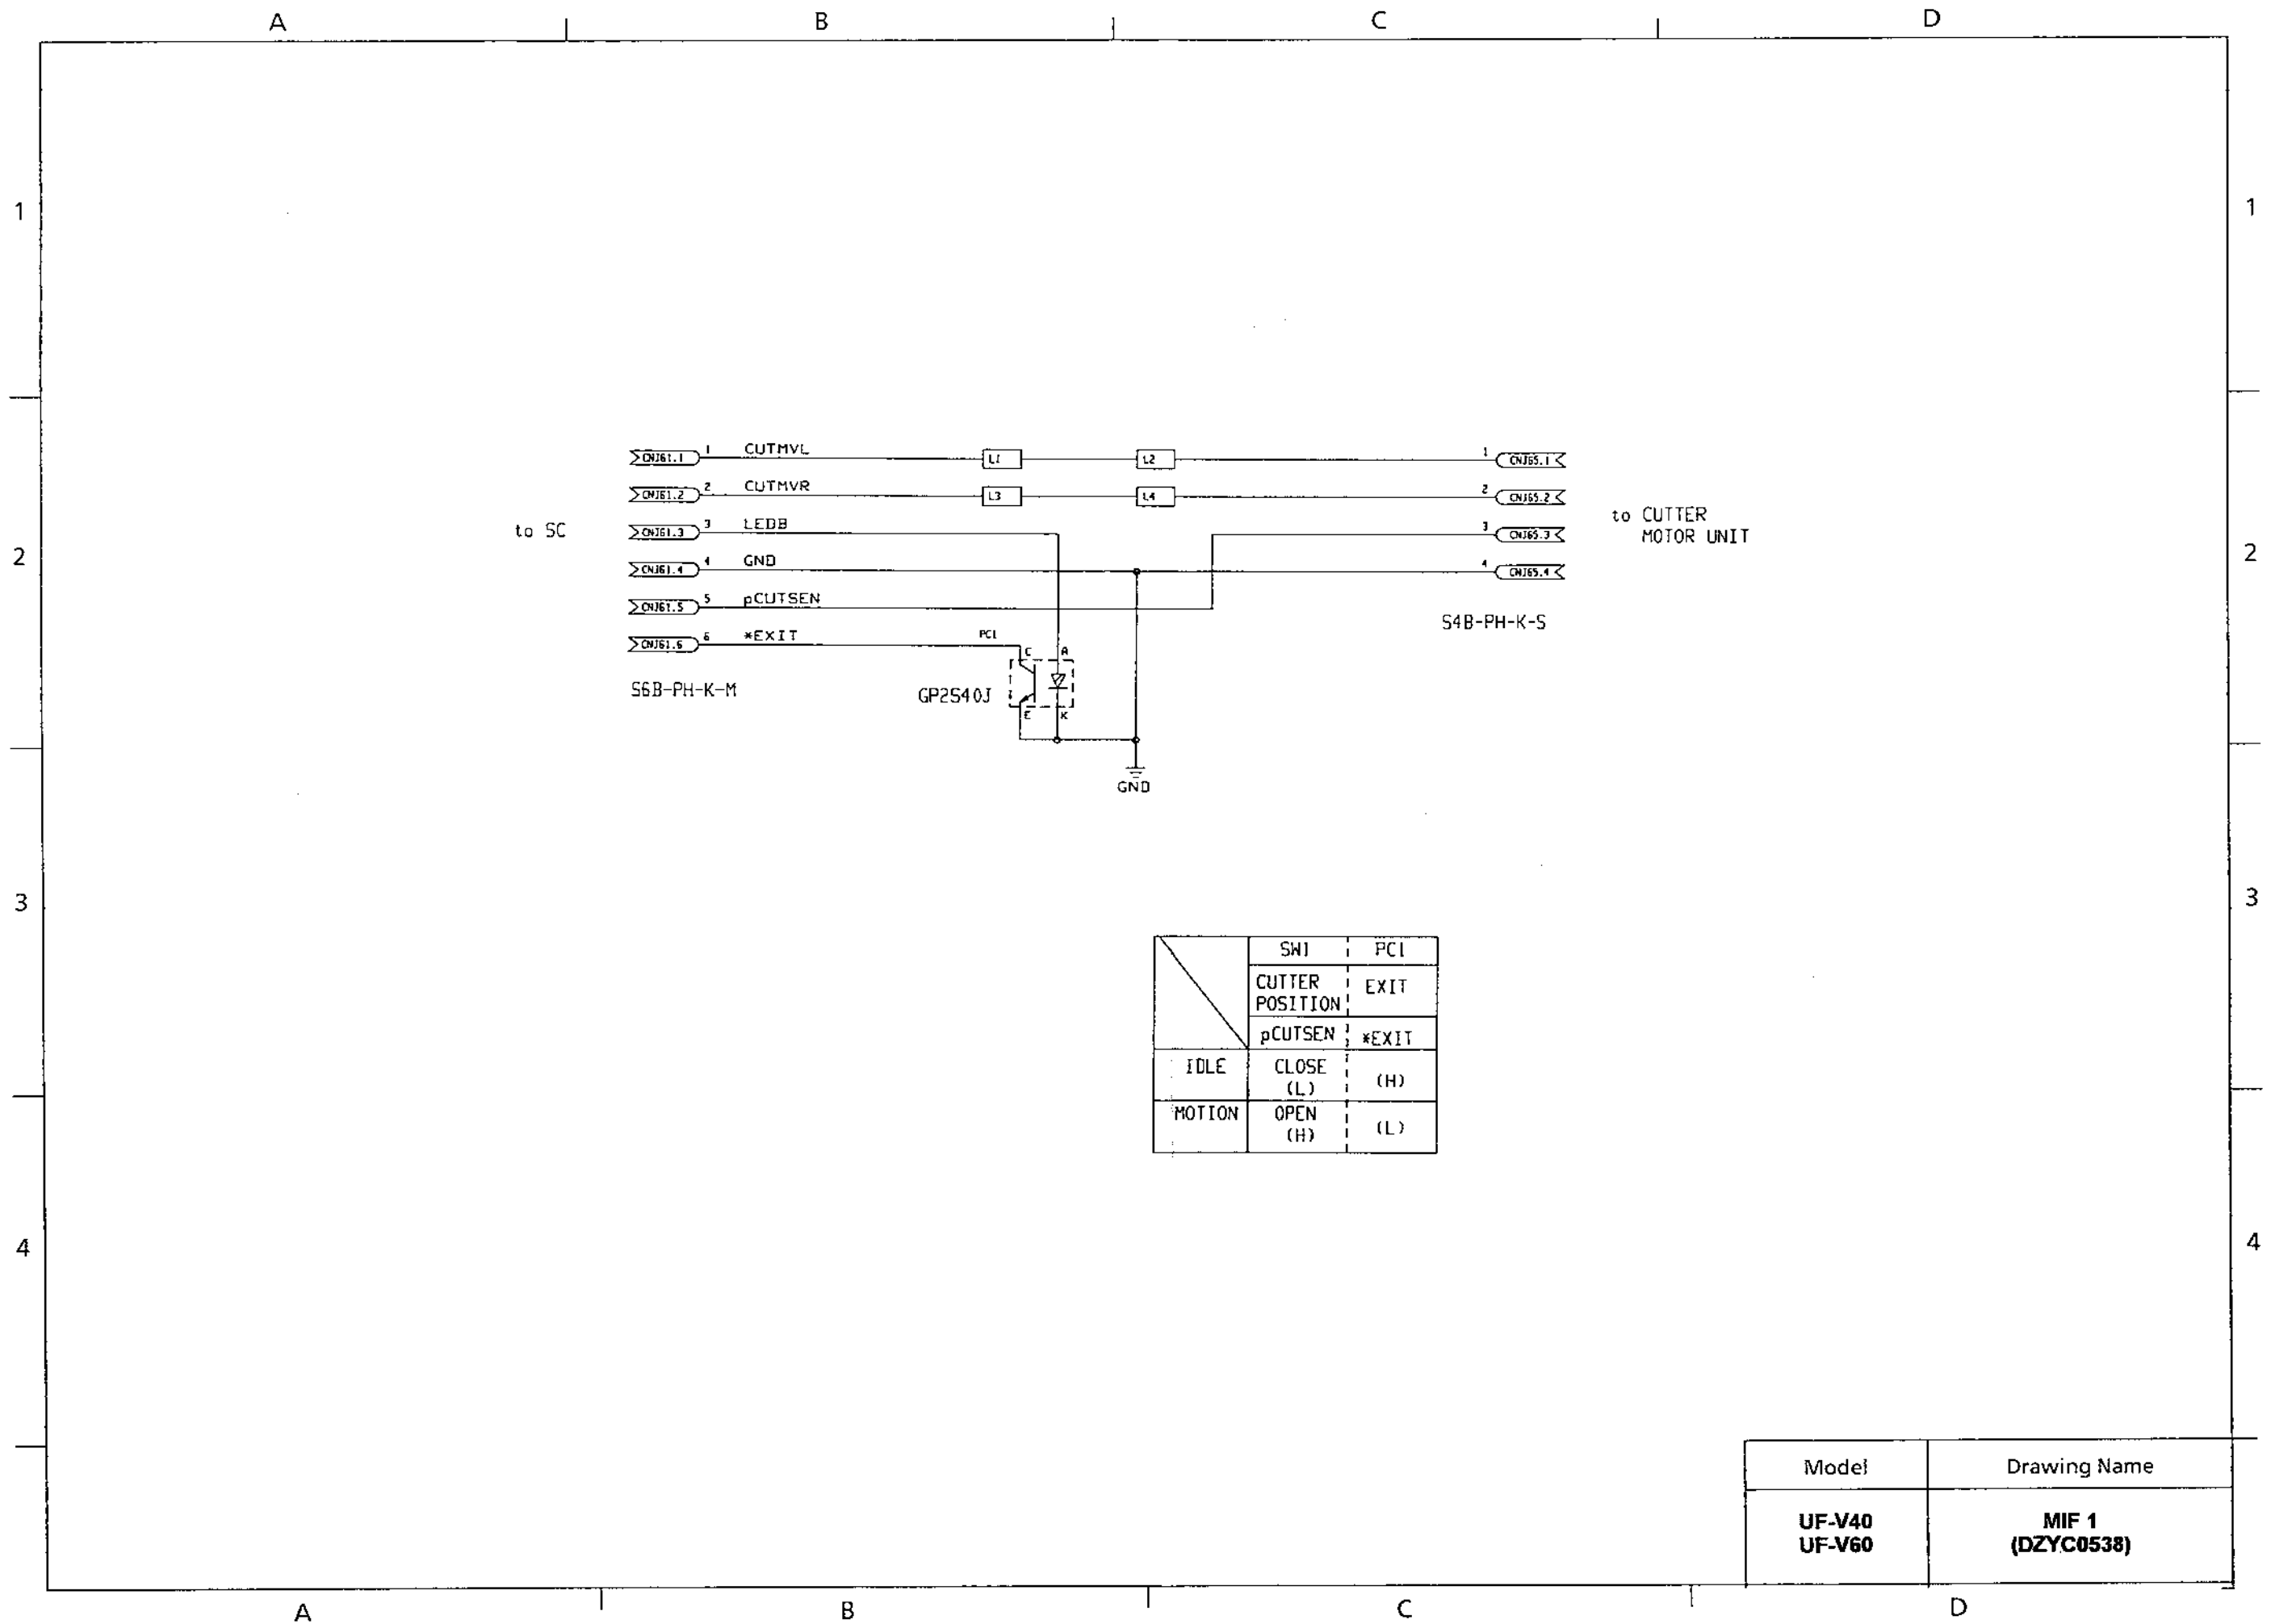 A B C D
1 1
CNJ61.1 1 CUTMVL L1 L2 1 CNJ65.1
CNJ61.2 2 CUTMVR L3 L4 2 CNJ65.2
to SC CNJ61.3 3 LEDB 3 CNJ65.3 to CUTTER
MOTOR UNIT
2 2
CNJ61.4 4 GND 4 CNJ65.4
CNJ61.5 5 pCUTSEN
S4B-PH-K-S
CNJ61.6 6 *EXIT PC1
C A
S6B-PH-K-M GP2S40J
E K
GND
3 3
SW1 PC1
CUTTER EXIT
POSITION
pCUTSEN *EXIT
IDLE CLOSE (H)
(L)
MOTION OPEN (L)
(H)
4 4
Model Drawing Name
UF-V40 MIF 1
UF-V60 (DZYC0538)
A B C D